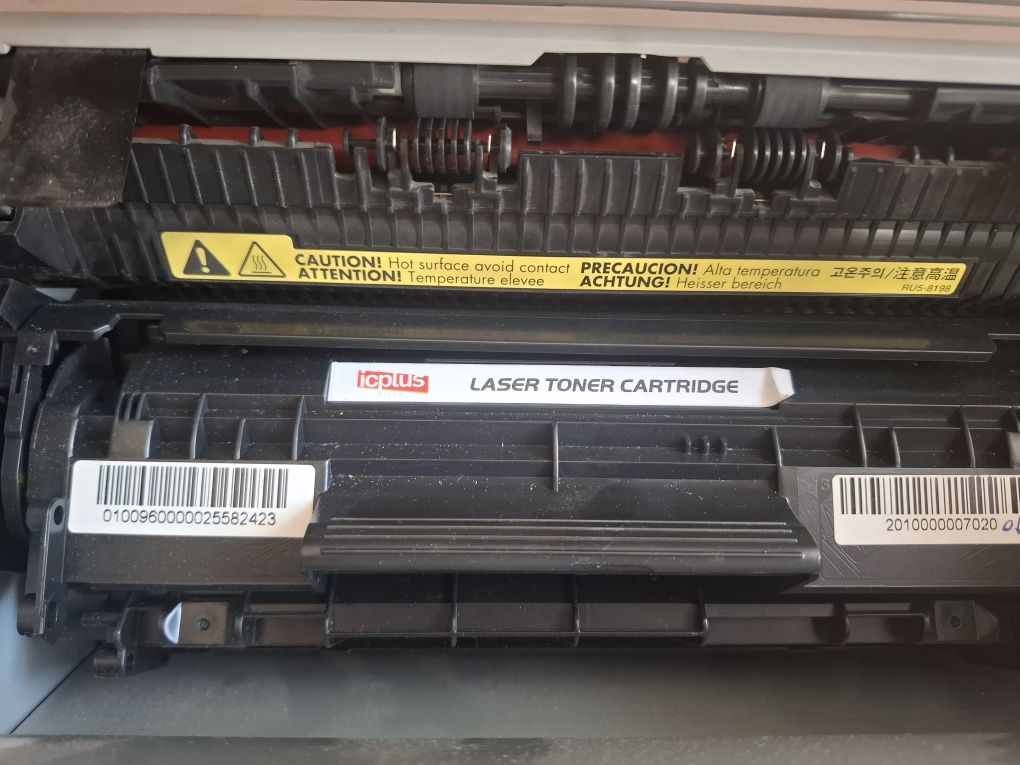 CAUTION! Hot surface avoid contact
ATTENTION! Temperature elevee
PRECAUCION! Alta temperatura
ACHTUNG! Heisser bereich
고온주의/注意高温
RU5-8198
icplus
LASER TONER CARTRIDGE
0100960000025582423
2010000007020